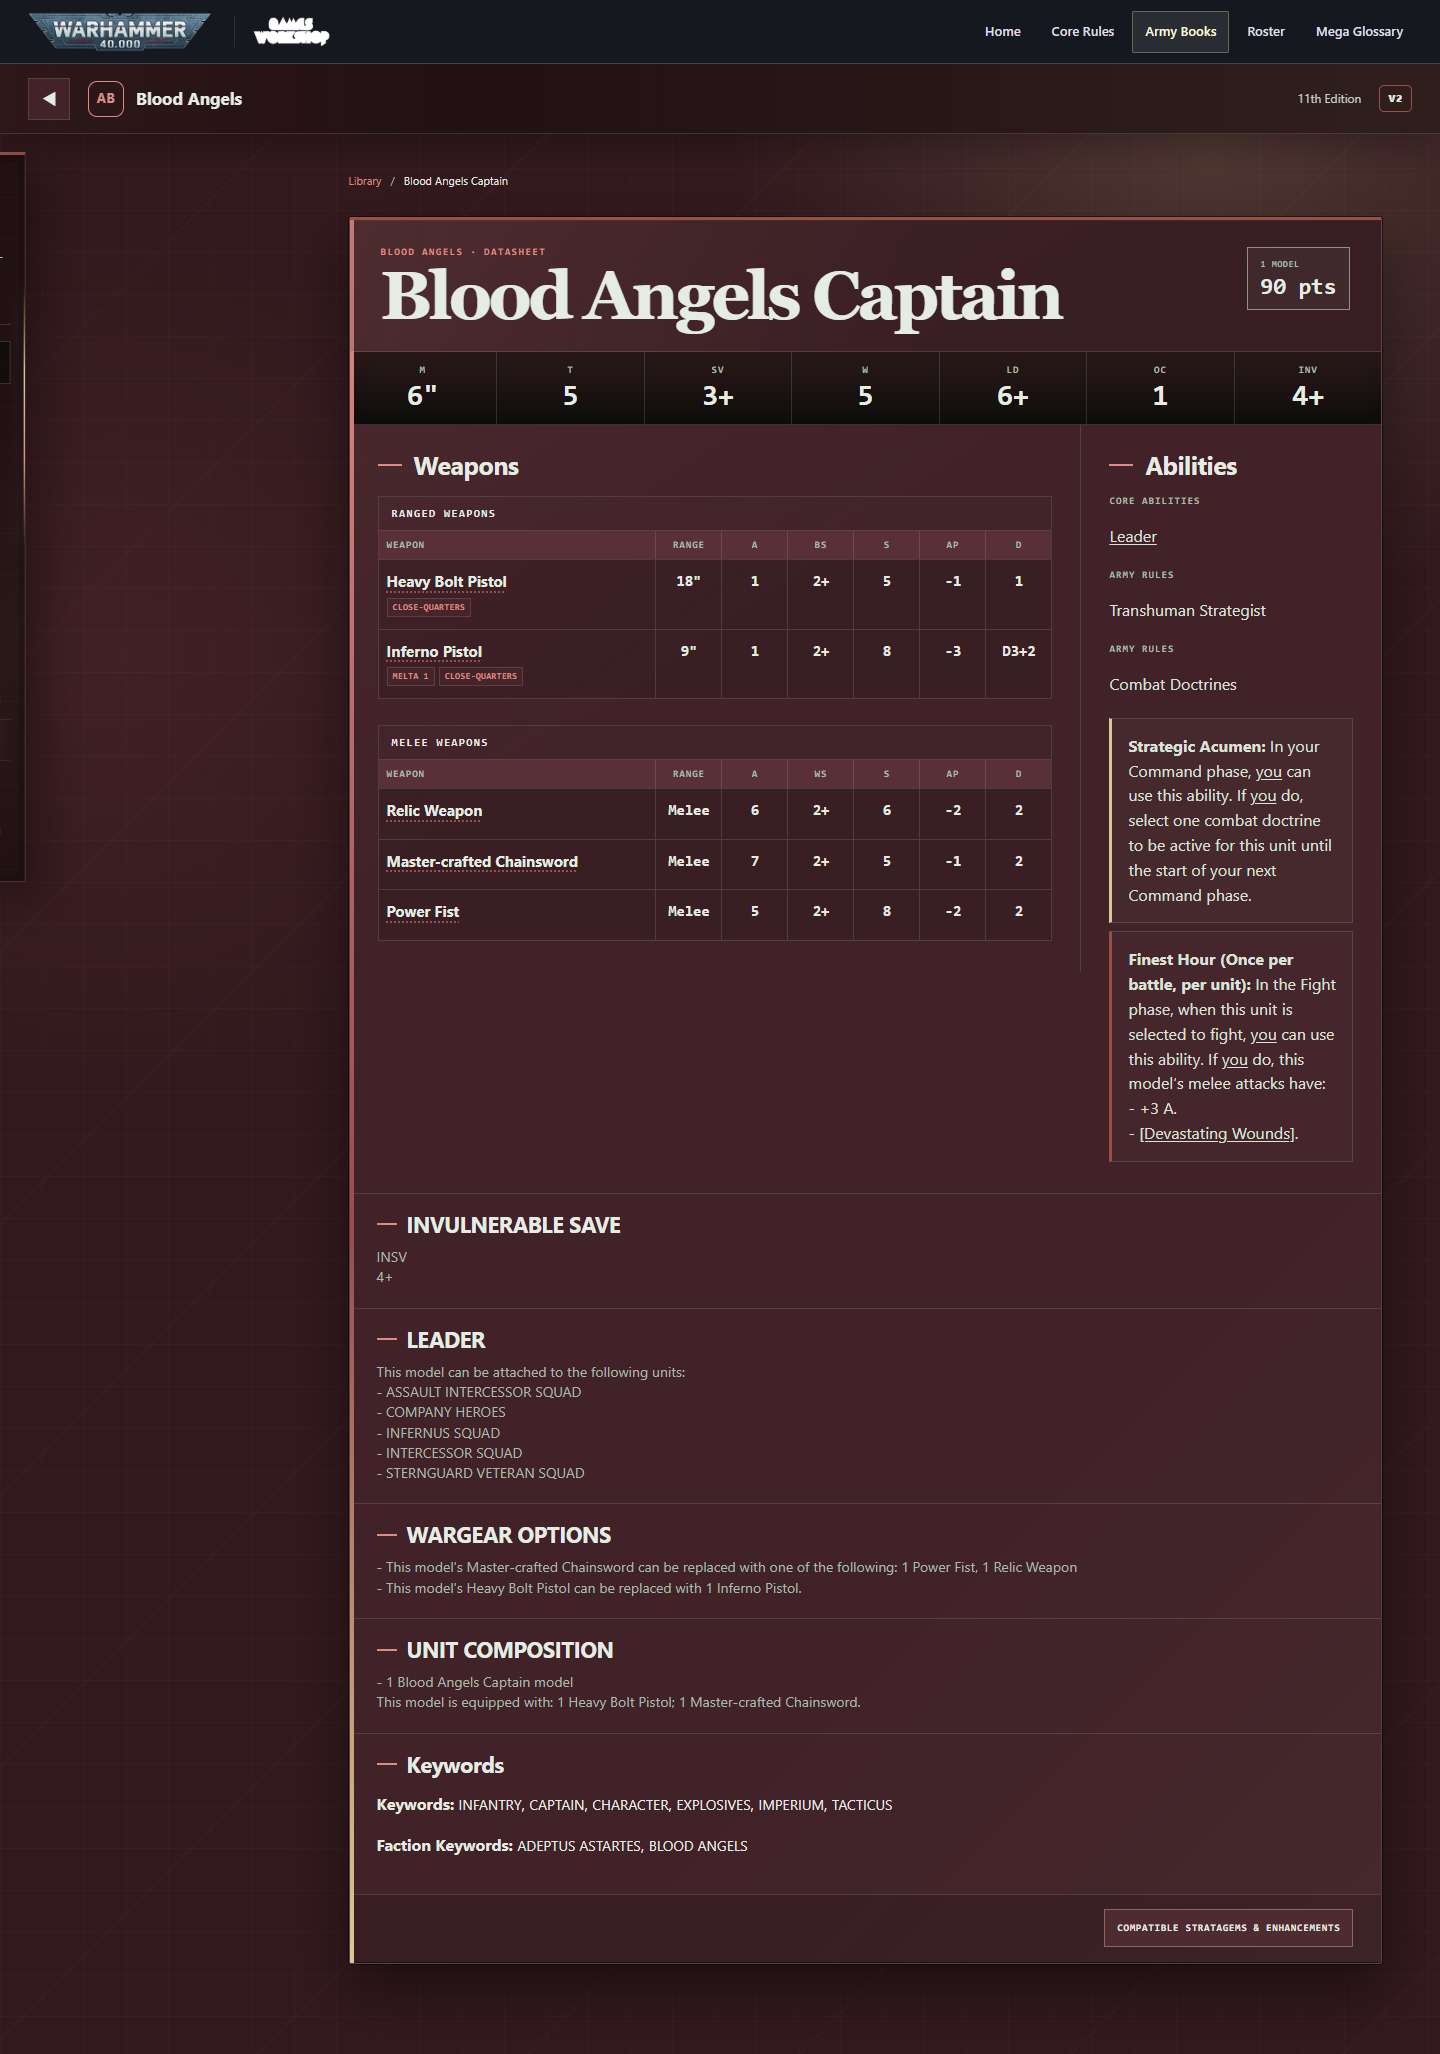 WARHAMMER
40,000
GAMES
WORKSHOP
Home
Core Rules
Army Books
Roster
Mega Glossary
◀
AB
Blood Angels
11th Edition
V2
Library / Blood Angels Captain
BLOOD ANGELS · DATASHEET
Blood Angels Captain
1 MODEL
90 pts
M T SV W LD OC INV
6" 5 3+ 5 6+ 1 4+
Weapons
RANGED WEAPONS
WEAPON RANGE A BS S AP D
Heavy Bolt Pistol 18" 1 2+ 5 -1 1
CLOSE-QUARTERS
Inferno Pistol 9" 1 2+ 8 -3 D3+2
MELTA 1 CLOSE-QUARTERS
MELEE WEAPONS
WEAPON RANGE A WS S AP D
Relic Weapon Melee 6 2+ 6 -2 2
Master-crafted Chainsword Melee 7 2+ 5 -1 2
Power Fist Melee 5 2+ 8 -2 2
Abilities
CORE ABILITIES
Leader
ARMY RULES
Transhuman Strategist
ARMY RULES
Combat Doctrines
Strategic Acumen: In your
Command phase, you can
use this ability. If you do,
select one combat doctrine
to be active for this unit until
the start of your next
Command phase.
Finest Hour (Once per
battle, per unit): In the Fight
phase, when this unit is
selected to fight, you can use
this ability. If you do, this
model's melee attacks have:
- +3 A.
- [Devastating Wounds].
INVULNERABLE SAVE
INSV
4+
LEADER
This model can be attached to the following units:
- ASSAULT INTERCESSOR SQUAD
- COMPANY HEROES
- INFERNUS SQUAD
- INTERCESSOR SQUAD
- STERNGUARD VETERAN SQUAD
WARGEAR OPTIONS
- This model's Master-crafted Chainsword can be replaced with one of the following: 1 Power Fist, 1 Relic Weapon
- This model's Heavy Bolt Pistol can be replaced with 1 Inferno Pistol.
UNIT COMPOSITION
- 1 Blood Angels Captain model
This model is equipped with: 1 Heavy Bolt Pistol; 1 Master-crafted Chainsword.
Keywords
Keywords: INFANTRY, CAPTAIN, CHARACTER, EXPLOSIVES, IMPERIUM, TACTICUS
Faction Keywords: ADEPTUS ASTARTES, BLOOD ANGELS
COMPATIBLE STRATAGEMS & ENHANCEMENTS